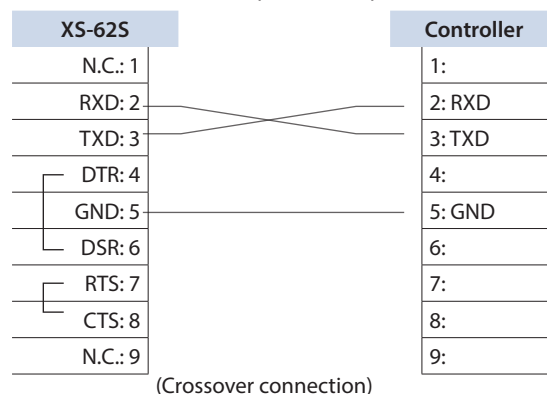 XS-62S Controller
N.C.: 1 1:
RXD: 2 2: RXD
TXD: 3 3: TXD
DTR: 4 4:
GND: 5 5: GND
DSR: 6 6:
RTS: 7 7:
CTS: 8 8:
N.C.: 9 9:
(Crossover connection)